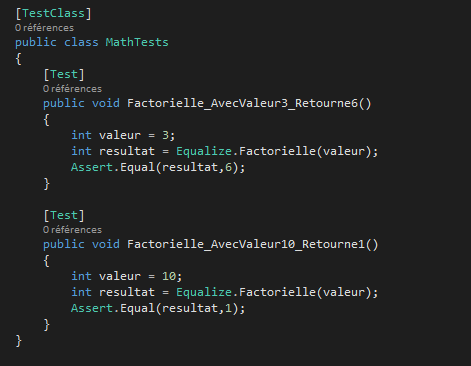 [TestClass]
0 références
public class MathTests
{
[Test]
0 références
public void Factorielle_AvecValeur3_Retourne6()
{
int valeur = 3;
int resultat = Equalize.Factorielle(valeur);
Assert.Equal(resultat,6);
}
[Test]
0 références
public void Factorielle_AvecValeur10_Retourne1()
{
int valeur = 10;
int resultat = Equalize.Factorielle(valeur);
Assert.Equal(resultat,1);
}
}